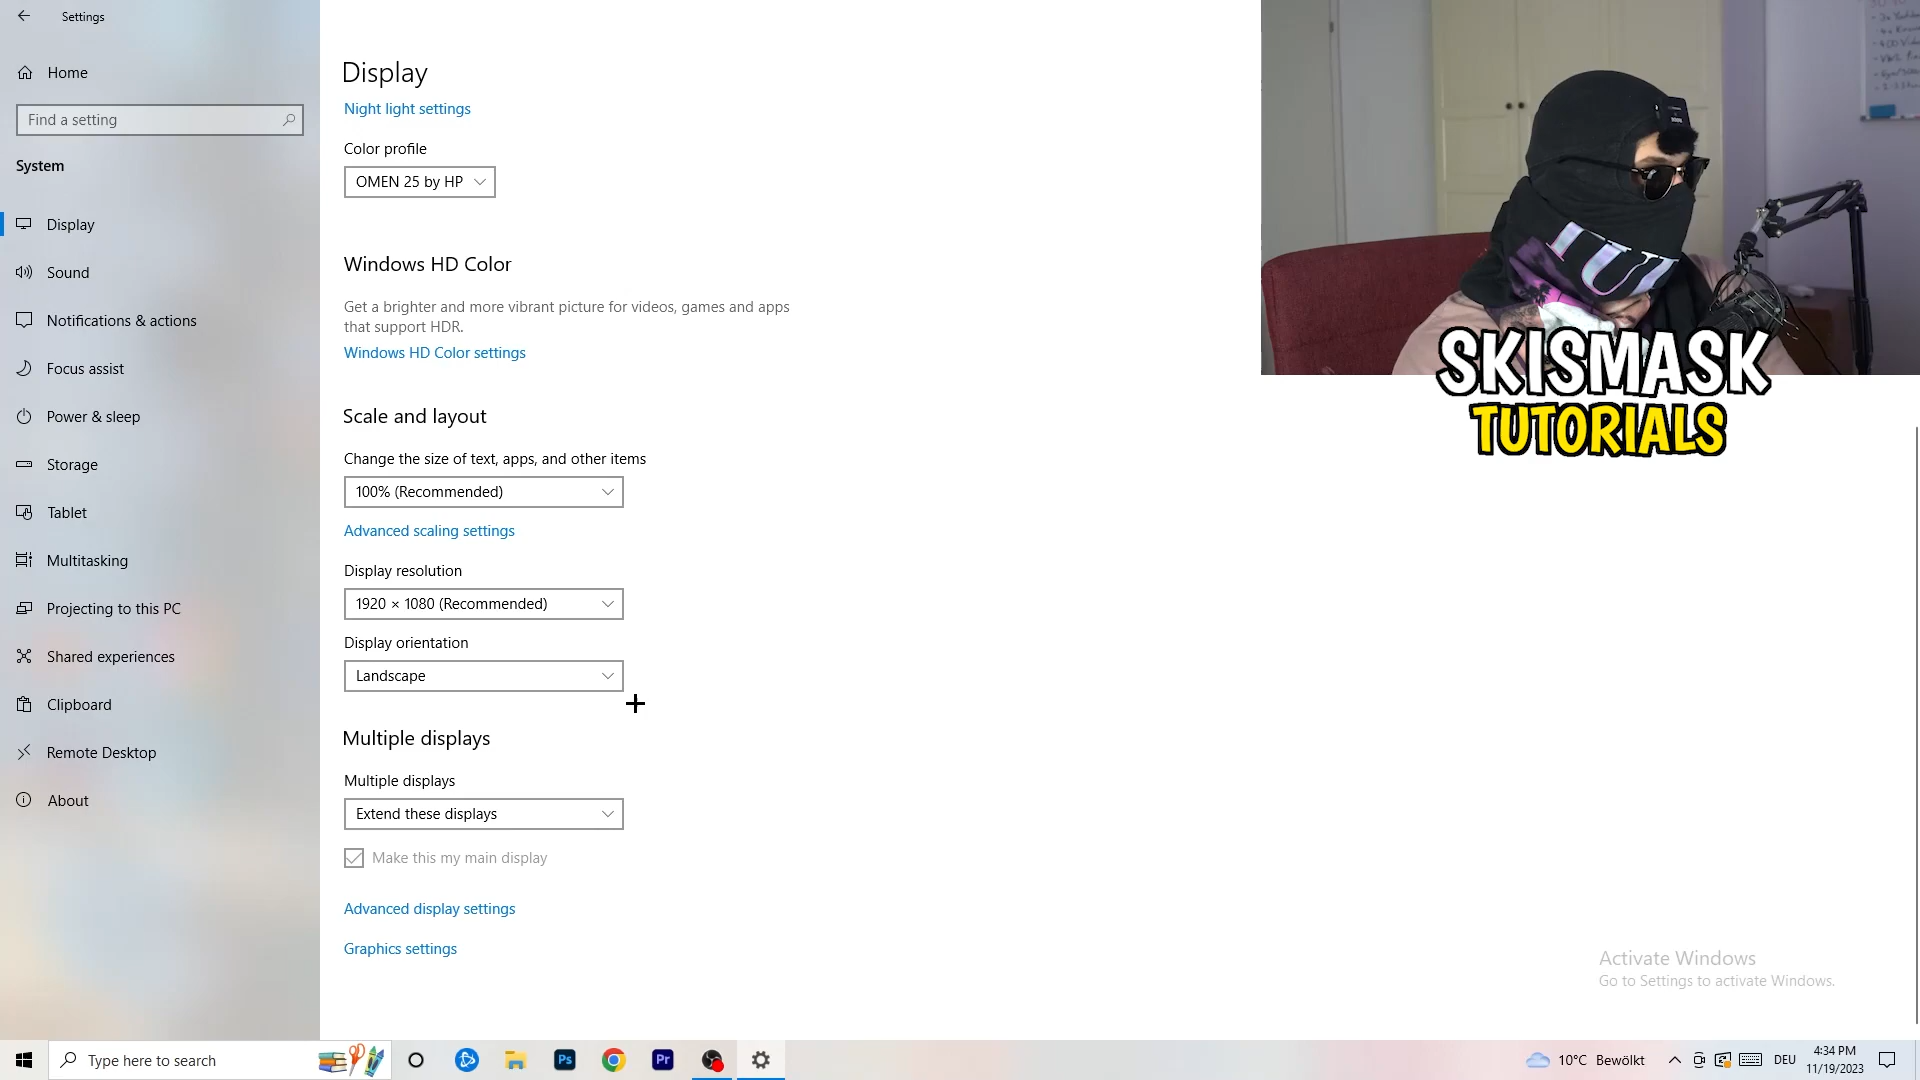 Settings
Home
Find a setting
System
Display
Sound
Notifications & actions
Focus assist
Power & sleep
Storage
Tablet
Multitasking
Projecting to this PC
Shared experiences
Clipboard
Remote Desktop
About
Display
Night light settings
Color profile
OMEN 25 by HP
Windows HD Color
Get a brighter and more vibrant picture for videos, games and apps
that support HDR.
Windows HD Color settings
Scale and layout
Change the size of text, apps, and other items
100% (Recommended)
Advanced scaling settings
Display resolution
1920 × 1080 (Recommended)
Display orientation
Landscape
Multiple displays
Multiple displays
Extend these displays
Make this my main display
Advanced display settings
Graphics settings
SKISMASK
TUTORIALS
Activate Windows
Go to Settings to activate Windows.
Type here to search
Ps
Pr
10°C Bewölkt
DEU
4:34 PM
11/19/2023